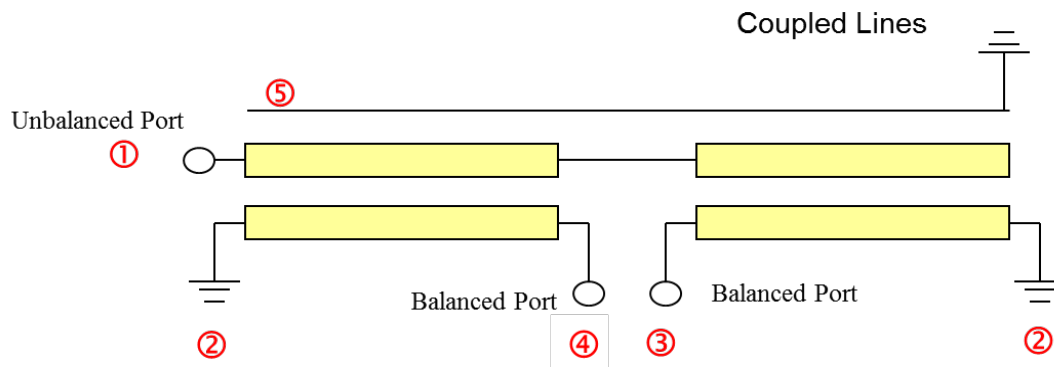 Coupled Lines
⑤
Unbalanced Port
①
Balanced Port
Balanced Port
②
④
③
②